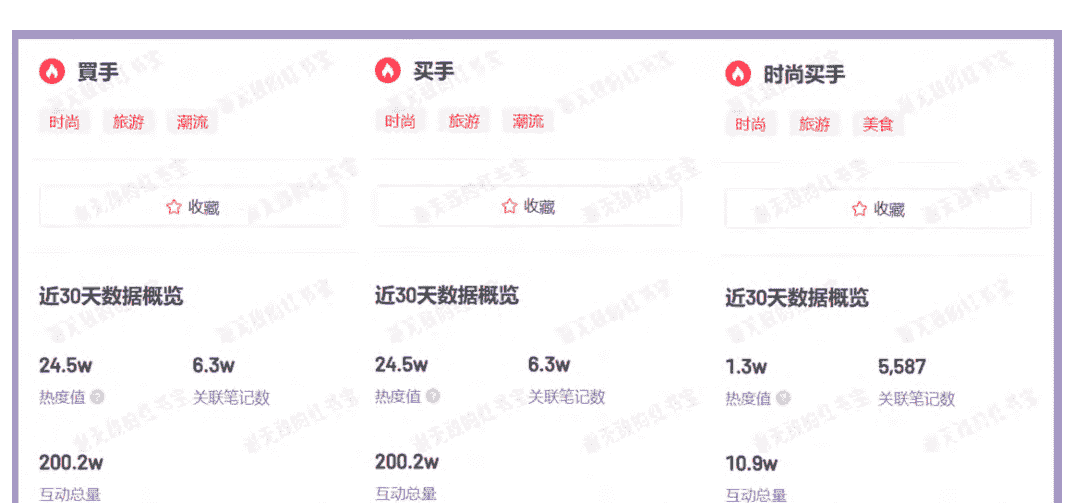 買手
时尚 旅游 潮流
收藏
近30天数据概览
24.5w 6.3w
热度值 关联笔记数
200.2w
互动总量
买手
时尚 旅游 潮流
收藏
近30天数据概览
24.5w 6.3w
热度值 关联笔记数
200.2w
互动总量
时尚买手
时尚 旅游 美食
收藏
近30天数据概览
1.3w 5,587
热度值 关联笔记数
10.9w
互动总量